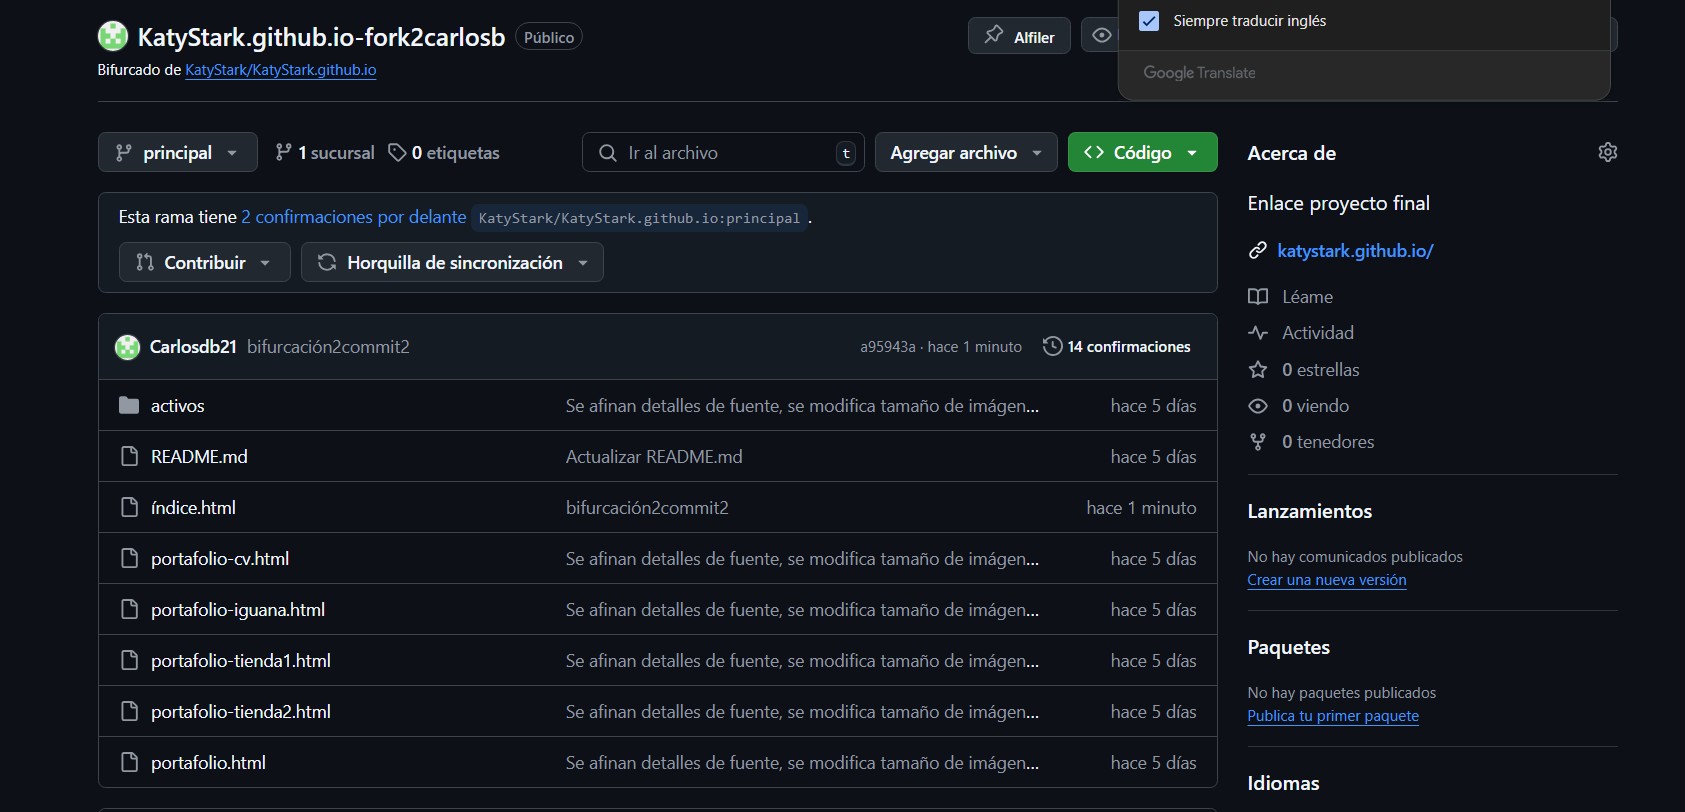 KatyStark.github.io-fork2carlosb Público
Alfiler
Siempre traducir inglés
Google Translate
Bifurcado de KatyStark/KatyStark.github.io
principal 1 sucursal 0 etiquetas Ir al archivo t Agregar archivo Código
Esta rama tiene 2 confirmaciones por delante KatyStark/KatyStark.github.io:principal .
Contribuir Horquilla de sincronización
Carlosdb21 bifurcación2commit2 a95943a · hace 1 minuto 14 confirmaciones
activos Se afinan detalles de fuente, se modifica tamaño de imágen... hace 5 días
README.md Actualizar README.md hace 5 días
índice.html bifurcación2commit2 hace 1 minuto
portafolio-cv.html Se afinan detalles de fuente, se modifica tamaño de imágen... hace 5 días
portafolio-iguana.html Se afinan detalles de fuente, se modifica tamaño de imágen... hace 5 días
portafolio-tienda1.html Se afinan detalles de fuente, se modifica tamaño de imágen... hace 5 días
portafolio-tienda2.html Se afinan detalles de fuente, se modifica tamaño de imágen... hace 5 días
portafolio.html Se afinan detalles de fuente, se modifica tamaño de imágen... hace 5 días
Acerca de
Enlace proyecto final
katystark.github.io/
Léame
Actividad
0 estrellas
0 viendo
0 tenedores
Lanzamientos
No hay comunicados publicados
Crear una nueva versión
Paquetes
No hay paquetes publicados
Publica tu primer paquete
Idiomas